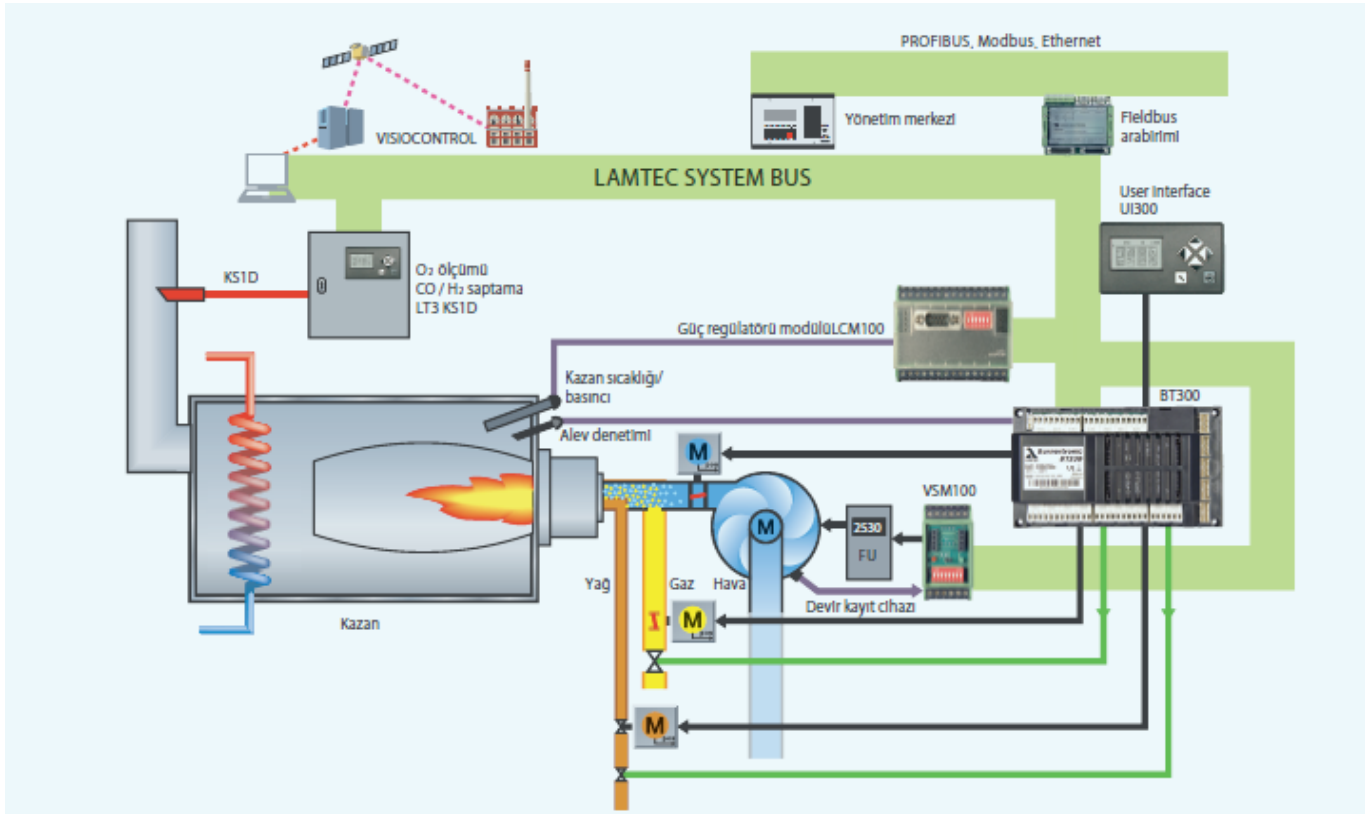 PROFIBUS, Modbus, Ethernet
VISIOCONTROL
Yönetim merkezi
Fieldbus
arabirimi
LAMTEC SYSTEM BUS
User Interface
UI300
KS1D
O₂ ölçümü
CO / H₂ saptama
LT3 KS1D
Güç regülatörü modülüLCM100
Kazan sıcaklığı/
basıncı
BT300
Alev denetimi
M
VSM100
2530
FU
M
Yağ
Gaz
Hava
Devir kayıt cihazı
M
Kazan
M